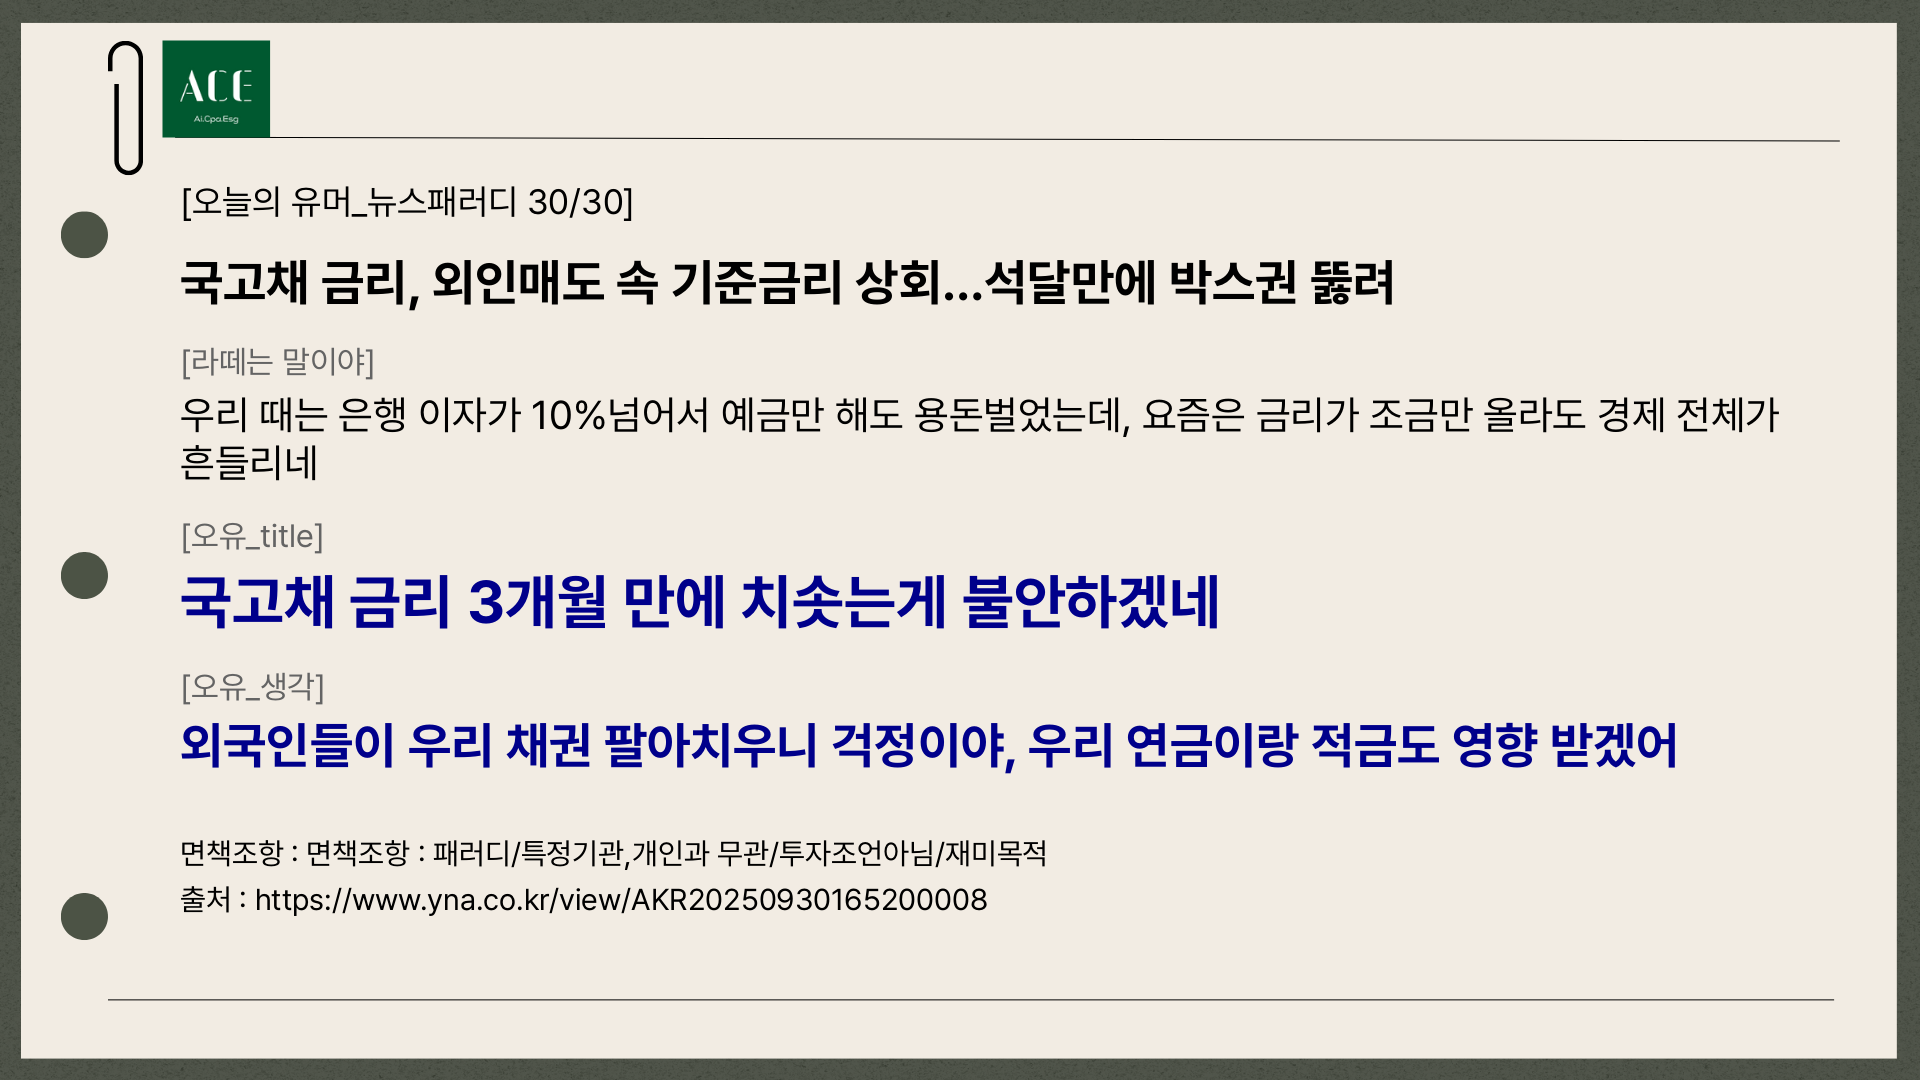 ACE
Ai.Cpa.Esg
[오늘의 유머_뉴스패러디 30/30]
국고채 금리, 외인매도 속 기준금리 상회...석달만에 박스권 뚫려
[라떼는 말이야]
우리 때는 은행 이자가 10%넘어서 예금만 해도 용돈벌었는데, 요즘은 금리가 조금만 올라도 경제 전체가
흔들리네
[오유_title]
국고채 금리 3개월 만에 치솟는게 불안하겠네
[오유_생각]
외국인들이 우리 채권 팔아치우니 걱정이야, 우리 연금이랑 적금도 영향 받겠어
면책조항 : 면책조항 : 패러디/특정기관,개인과 무관/투자조언아님/재미목적
출처 : https://www.yna.co.kr/view/AKR20250930165200008